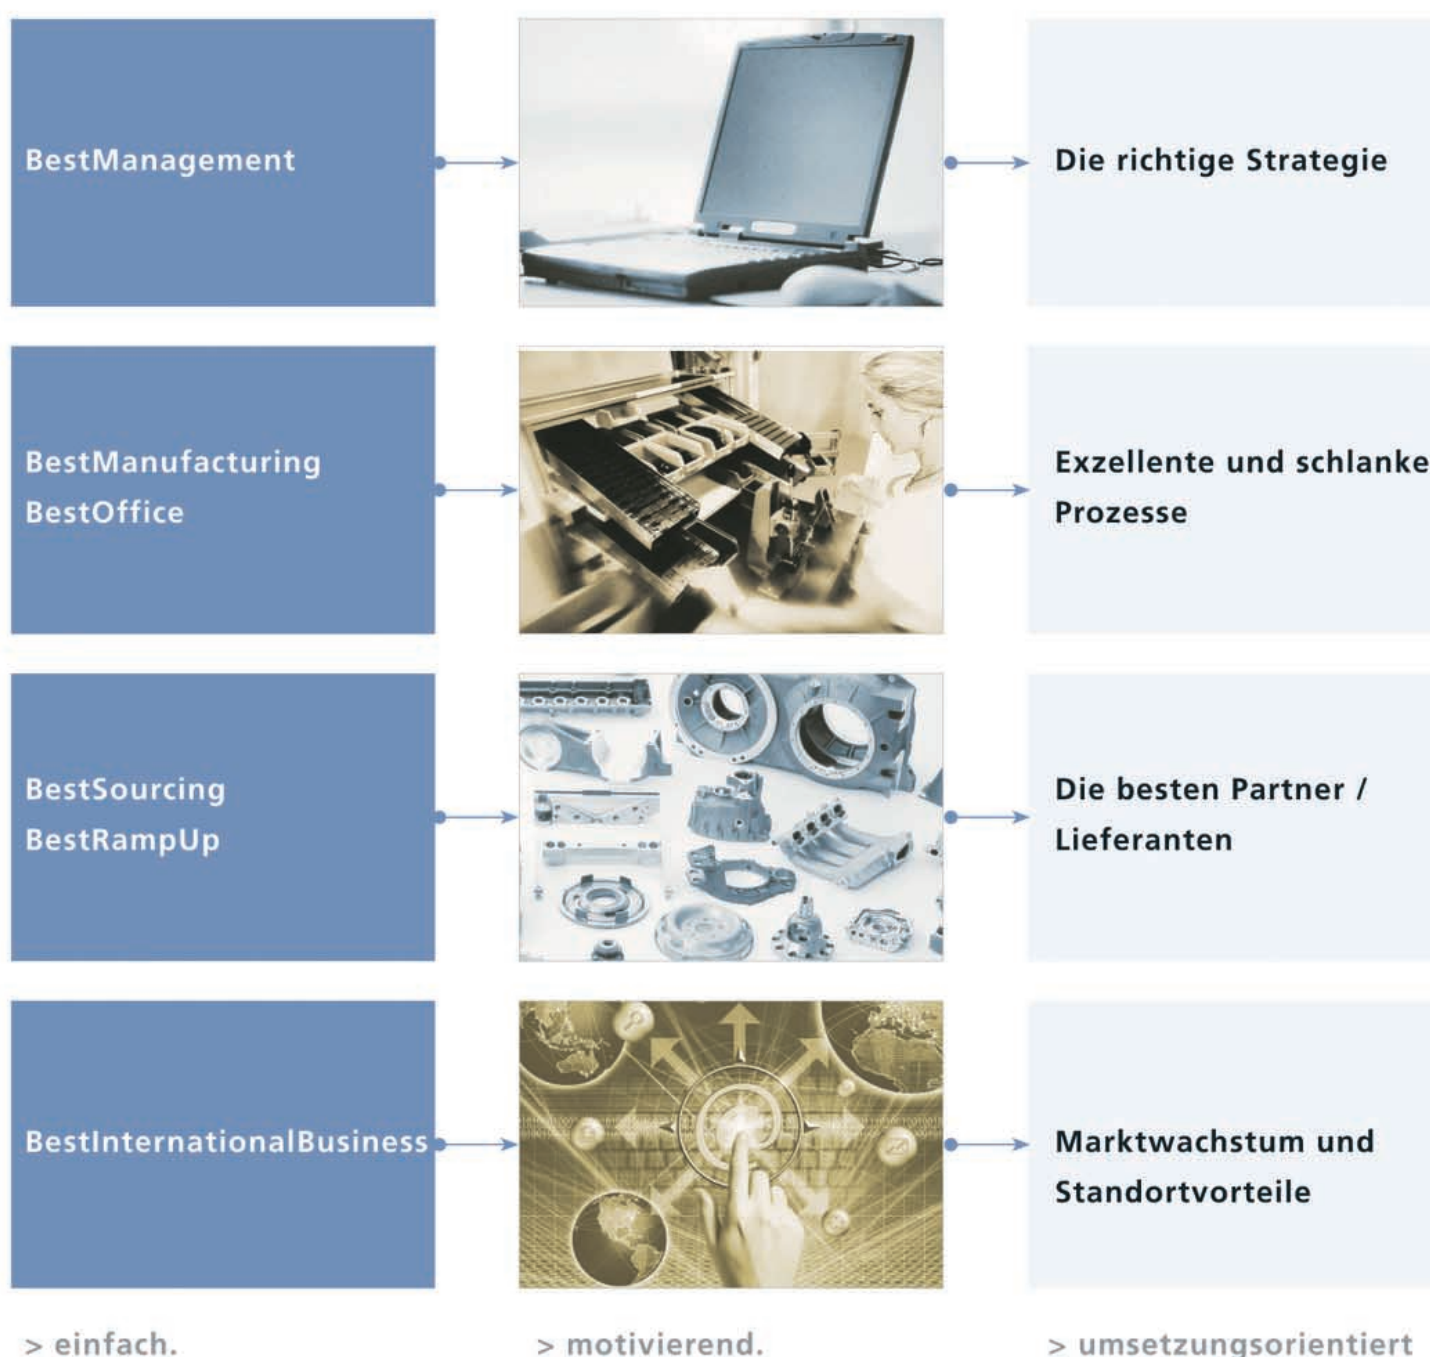 BestManagement
Die richtige Strategie
BestManufacturing
BestOffice
Exzellente und schlanke
Prozesse
BestSourcing
BestRampUp
Die besten Partner /
Lieferanten
BestInternationalBusiness
Marktwachstum und
Standortvorteile
> einfach.
> motivierend.
> umsetzungsorientiert